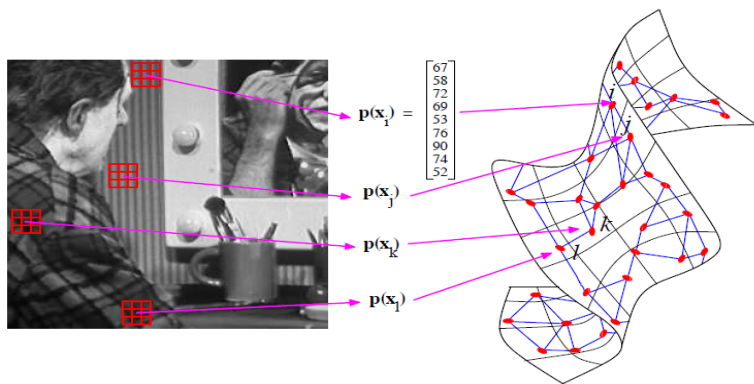 p(x_i) =
67
58
72
69
53
76
90
74
52
p(x_j)
p(x_k)
p(x_l)
i
j
k
l